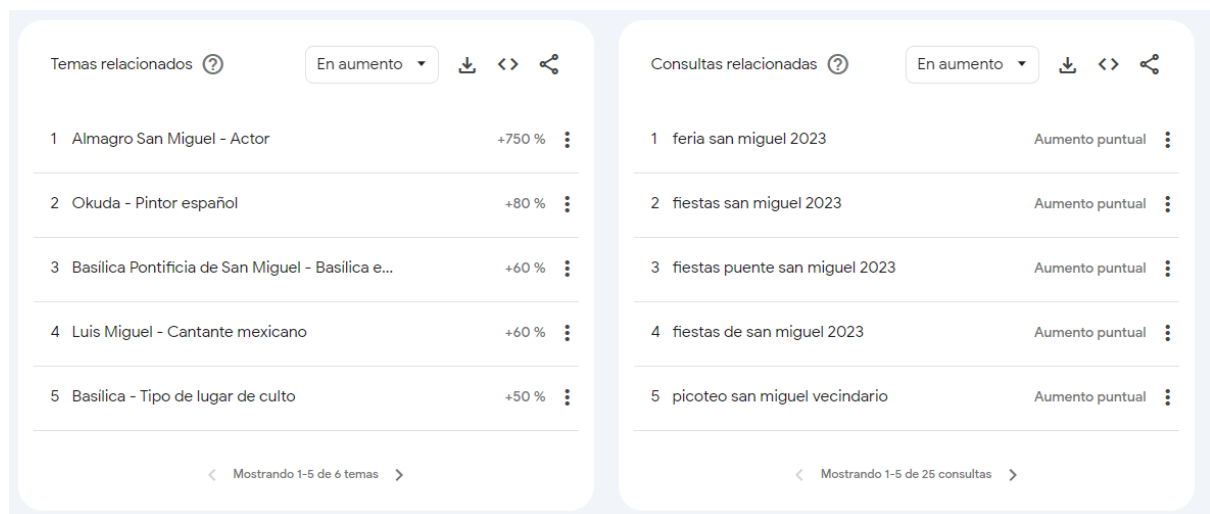 Temas relacionados
En aumento
1 Almagro San Miguel - Actor +750 %
2 Okuda - Pintor español +80 %
3 Basílica Pontificia de San Miguel - Basílica e... +60 %
4 Luis Miguel - Cantante mexicano +60 %
5 Basílica - Tipo de lugar de culto +50 %
Mostrando 1-5 de 6 temas
Consultas relacionadas
En aumento
1 feria san miguel 2023 Aumento puntual
2 fiestas san miguel 2023 Aumento puntual
3 fiestas puente san miguel 2023 Aumento puntual
4 fiestas de san miguel 2023 Aumento puntual
5 picoteo san miguel vecindario Aumento puntual
Mostrando 1-5 de 25 consultas